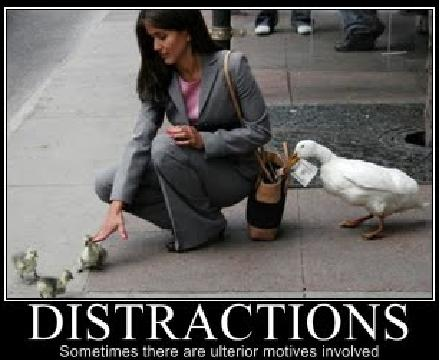 DISTRACTIONS
Sometimes there are ulterior motives involved